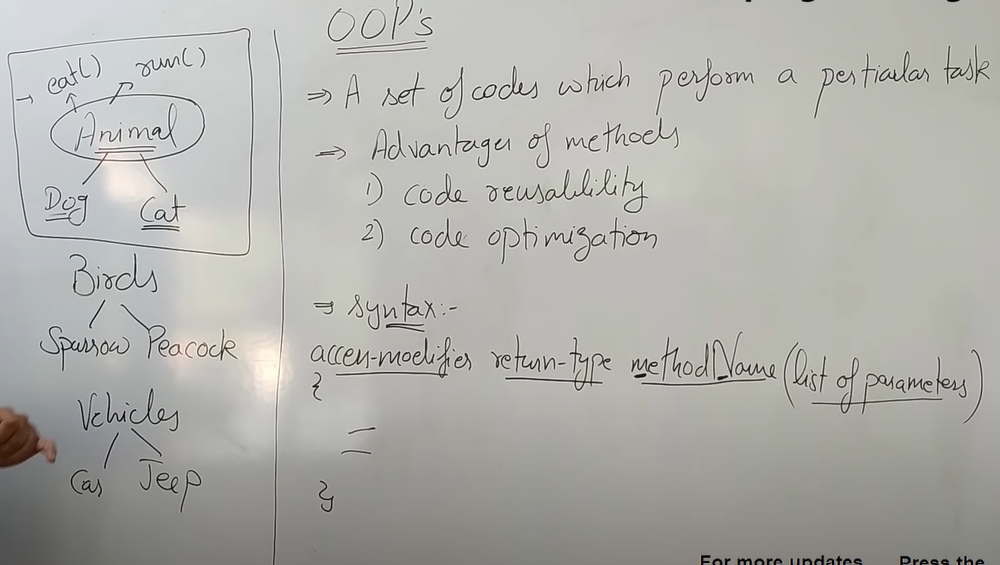 eat() run()
Animal
Dog Cat
Birds
Sparrow Peacock
Vehicles
Car Jeep
OOP's
⇒ A set of codes which perform a perticular task
⇒ Advantages of methods
1) code reusability
2) code optimization
⇒ syntax:-
access-modifier return-type methodName (list of parameters)
{
}
For more updates Press the